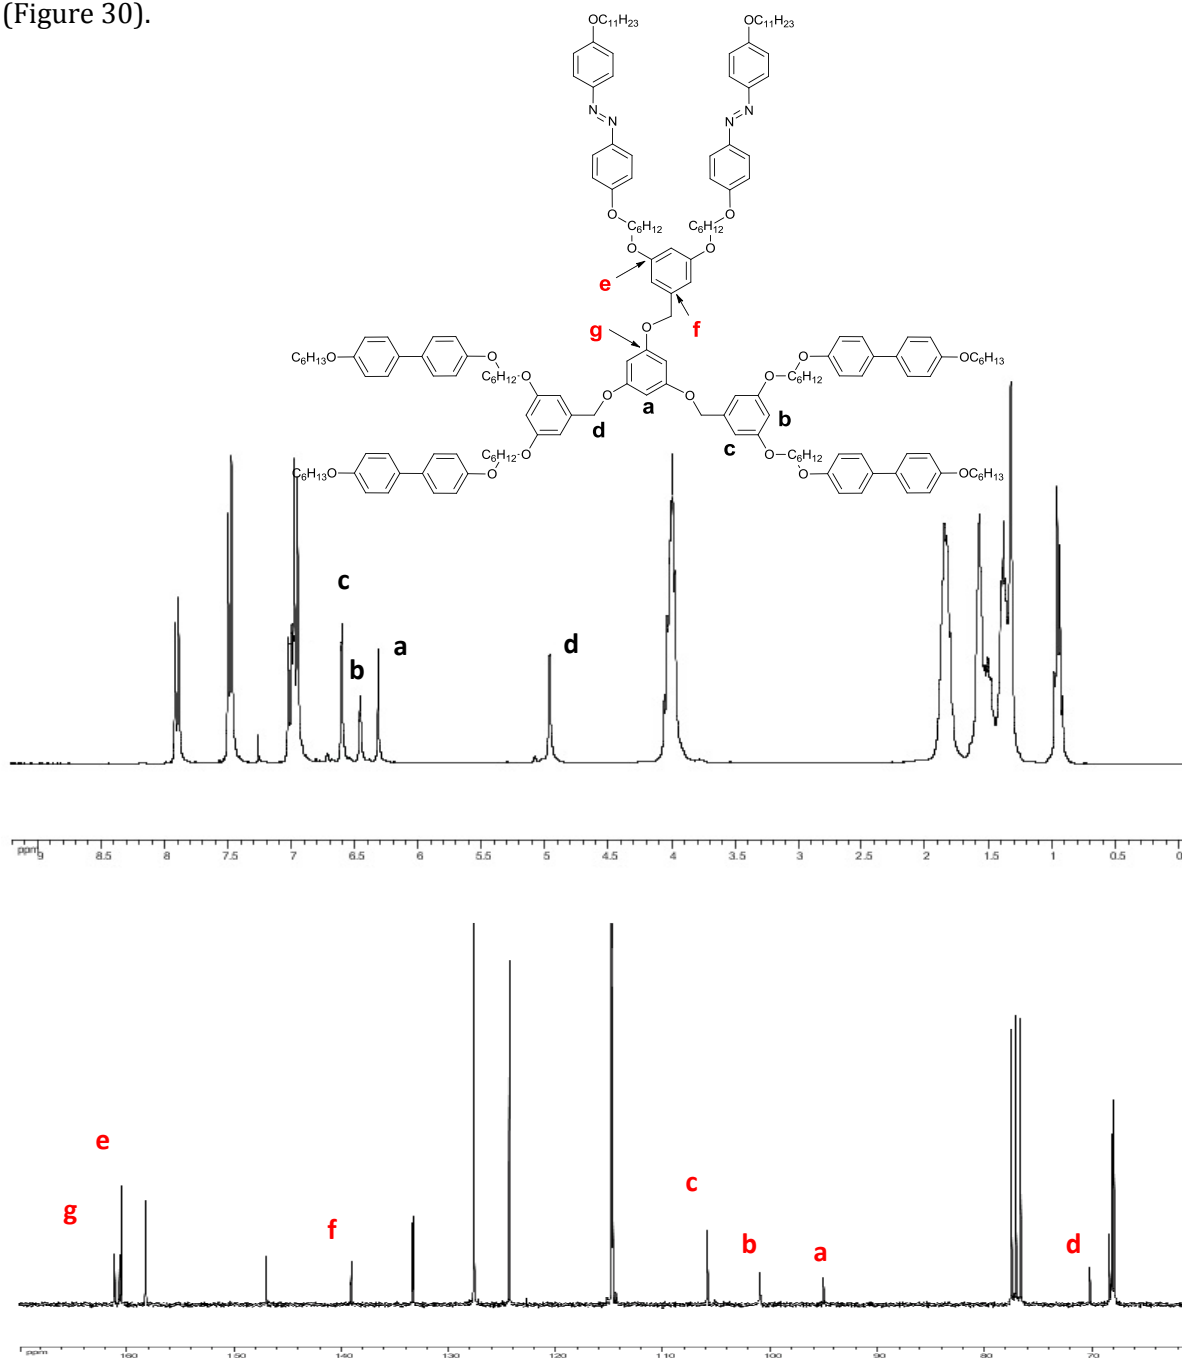 (Figure 30).
OC₁₁H₂₃ OC₁₁H₂₃
N N
N N
O O
C₆H₁₂ C₆H₁₂
O O
e
g O f
C₆H₁₃O O O OC₆H₁₃
C₆H₁₂ O O O O C₆H₁₂
a b
d c
O O
C₆H₁₂ C₆H₁₂
C₆H₁₃O O O OC₆H₁₃
c
b a d
ppm 9 8.5 8 7.5 7 6.5 6 5.5 5 4.5 4 3.5 3 2.5 2 1.5 1 0.5 0
e
g f c b a d
ppm 160 150 140 130 120 110 100 90 80 70